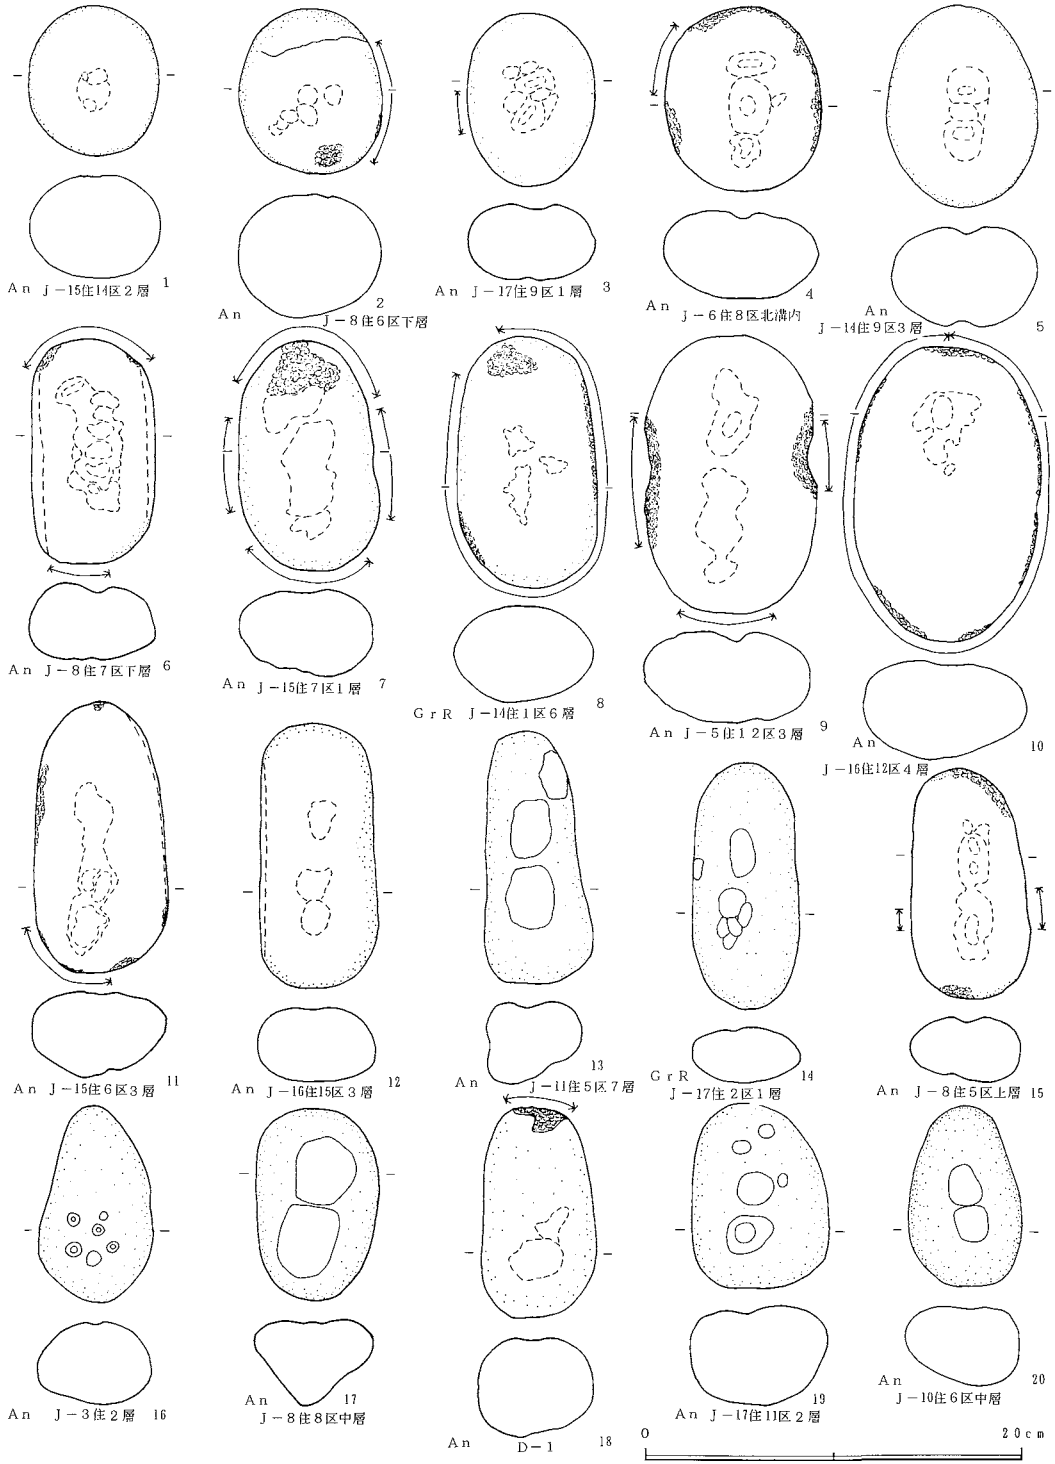 An J-15住14区2層 1
An J-8住6区下層 2
An J-17住9区1層 3
An J-6住8区北溝内 4
An J-14住9区3層 5
An J-8住7区下層 6
An J-15住7区1層 7
GrR J-14住1区6層 8
An J-5住12区3層 9
An J-16住12区4層 10
An J-15住6区3層 11
An J-16住15区3層 12
An J-11住5区7層 13
GrR J-17住2区1層 14
An J-8住5区上層 15
An J-3住2層 16
An J-8住8区中層 17
An D-1 18
An J-17住11区2層 19
An J-10住6区中層 20
0 20cm